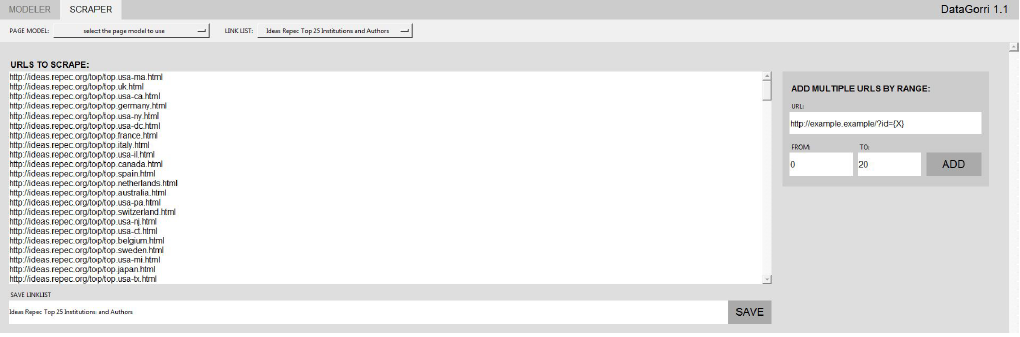 MODELER SCRAPER DataGorri 1.1
PAGE MODEL: select the page model to use LINK LIST: Ideas Repec Top 25 Institutions and Authors
URLS TO SCRAPE:
http://ideas.repec.org/top/top.usa-ma.html
http://ideas.repec.org/top/top.uk.html
http://ideas.repec.org/top/top.usa-ca.html
http://ideas.repec.org/top/top.germany.html
http://ideas.repec.org/top/top.usa-ny.html
http://ideas.repec.org/top/top.usa-dc.html
http://ideas.repec.org/top/top.france.html
http://ideas.repec.org/top/top.italy.html
http://ideas.repec.org/top/top.usa-il.html
http://ideas.repec.org/top/top.canada.html
http://ideas.repec.org/top/top.spain.html
http://ideas.repec.org/top/top.netherlands.html
http://ideas.repec.org/top/top.australia.html
http://ideas.repec.org/top/top.usa-pa.html
http://ideas.repec.org/top/top.switzerland.html
http://ideas.repec.org/top/top.usa-nj.html
http://ideas.repec.org/top/top.usa-ct.html
http://ideas.repec.org/top/top.belgium.html
http://ideas.repec.org/top/top.sweden.html
http://ideas.repec.org/top/top.usa-mi.html
http://ideas.repec.org/top/top.japan.html
http://ideas.repec.org/top/top.usa-tx.html
SAVE LINKLIST
Ideas Repec Top 25 Institutions and Authors
SAVE
ADD MULTIPLE URLS BY RANGE:
URL:
http://example.example/?id={X}
FROM: TO:
0 20 ADD